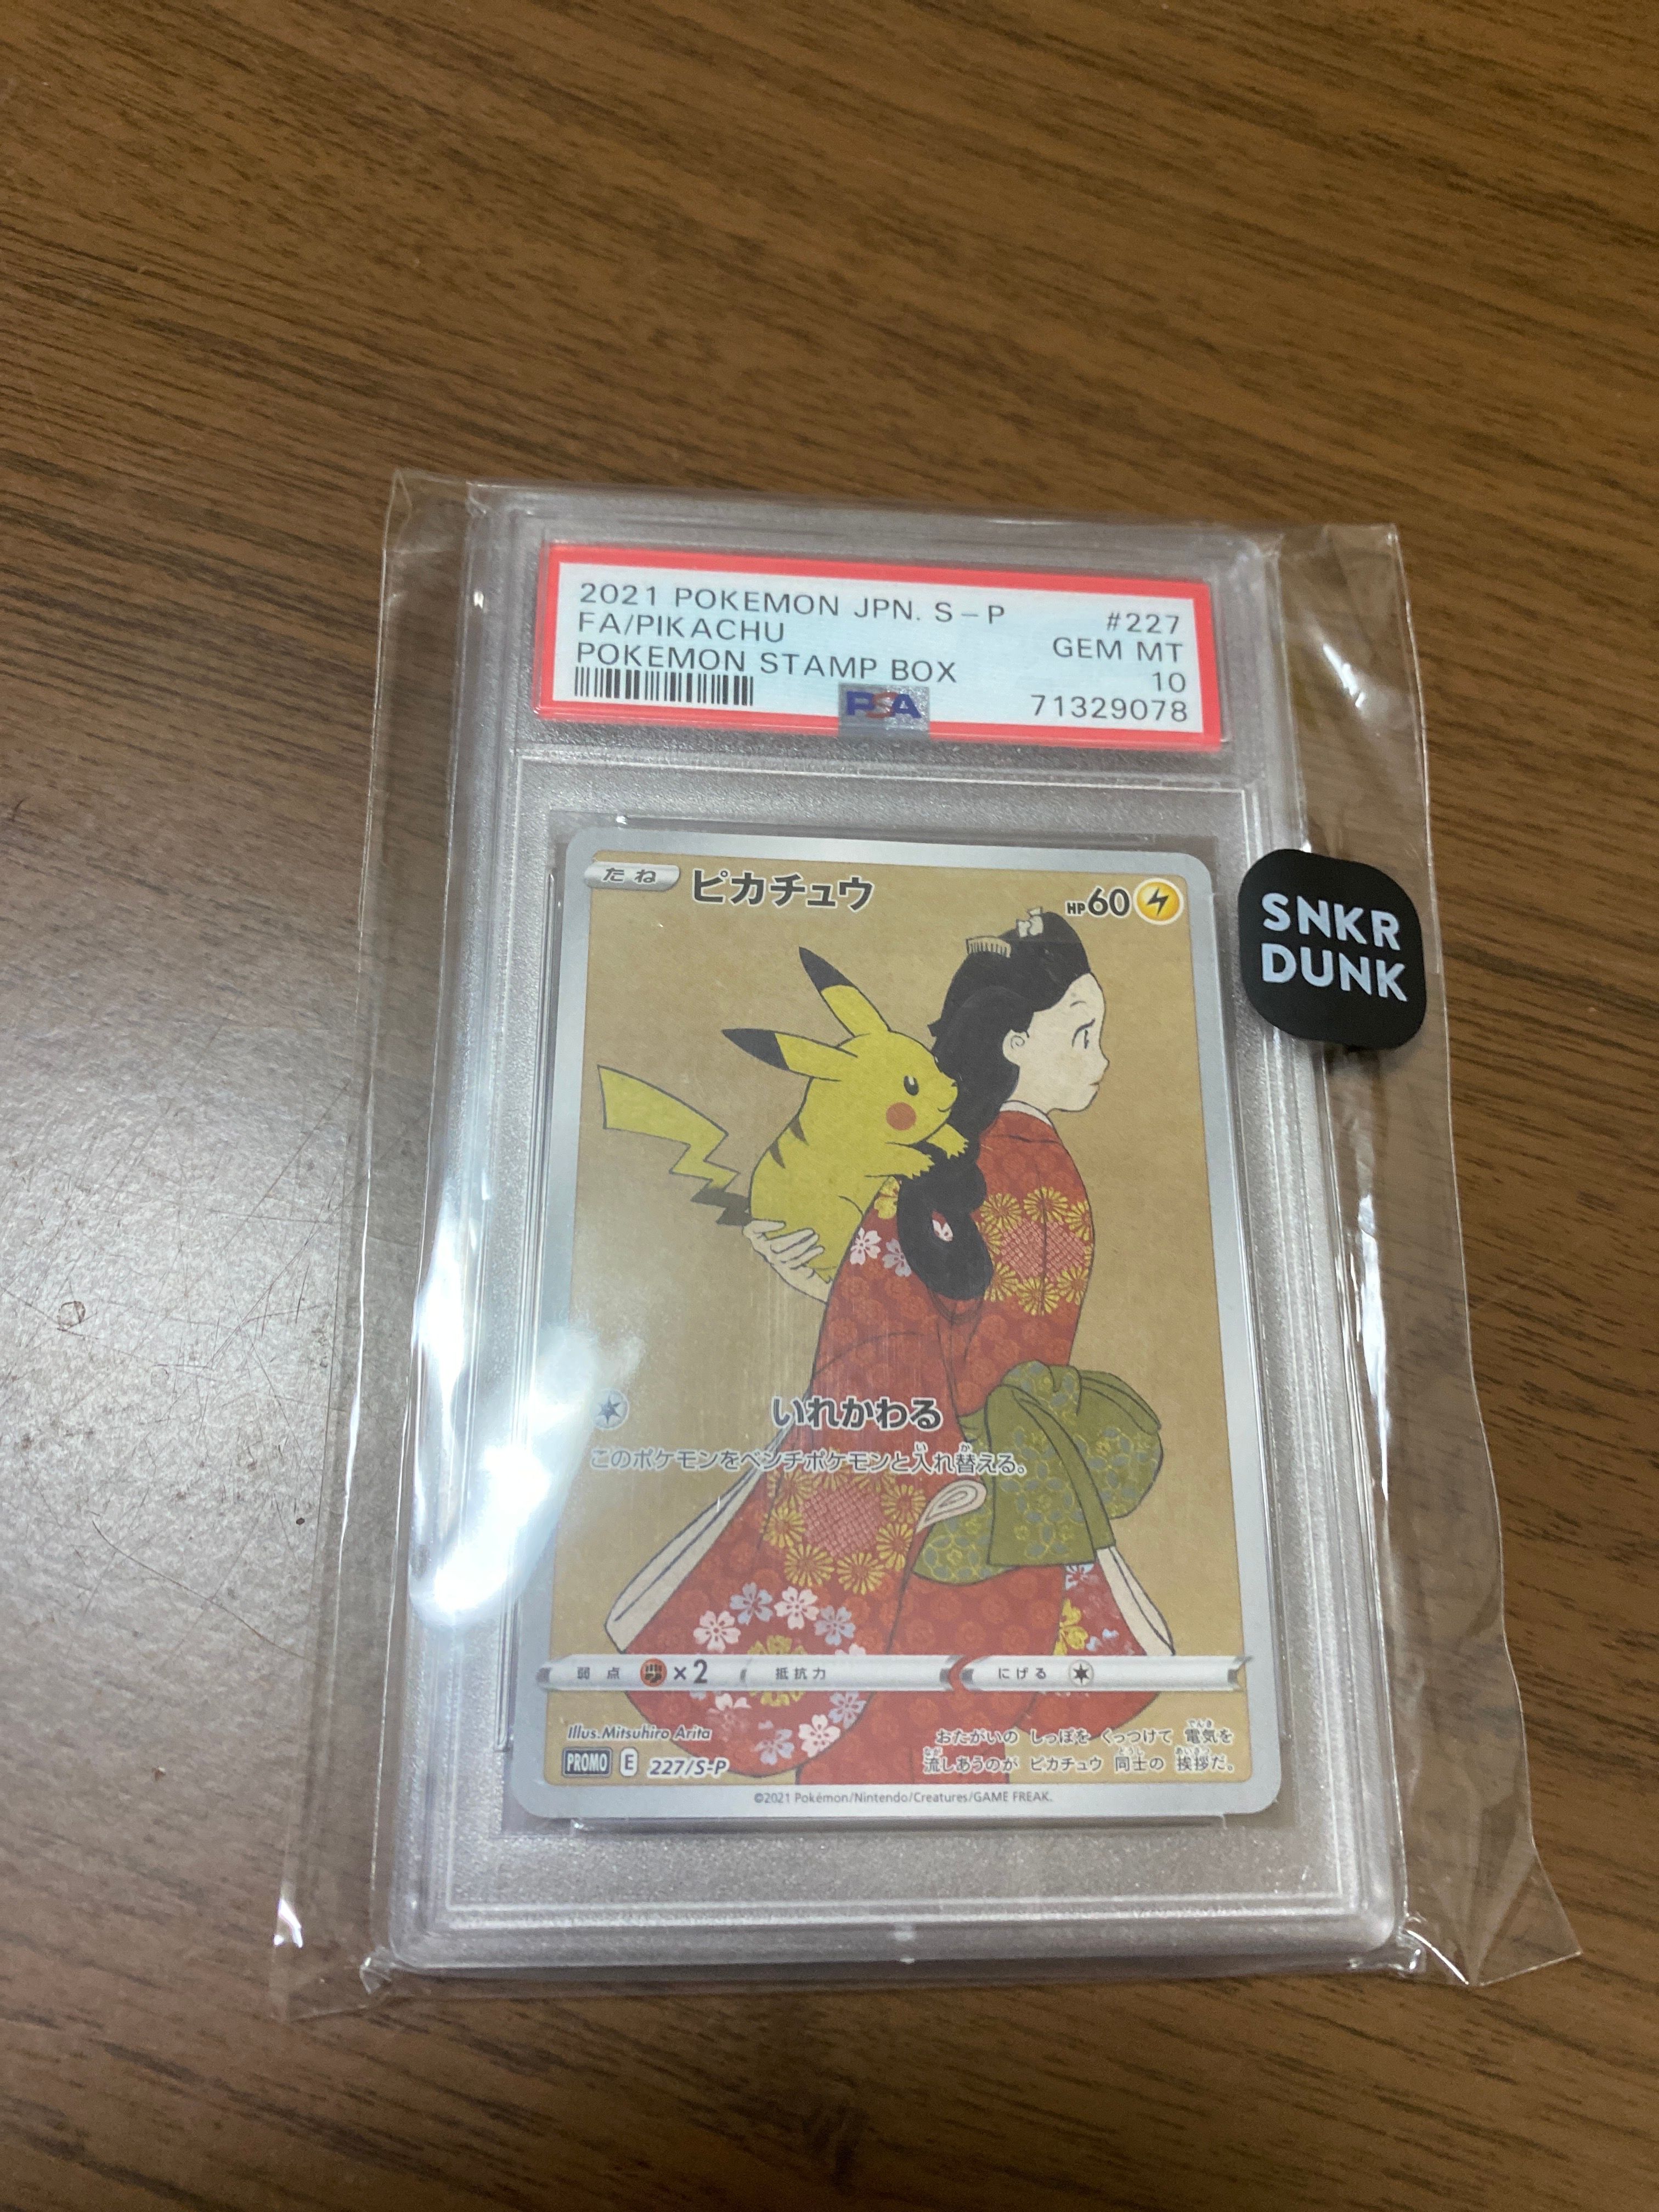 2021 POKEMON JPN. S-P #227
FA/PIKACHU GEM MT
POKEMON STAMP BOX 10
PSA 71329078
たね ピカチュウ HP60
SNKR
DUNK
いれかわる
このポケモンをベンチポケモンと入れ替える。
弱点 ×2 抵抗力 にげる
Illus. Mitsuhiro Arita
おたがいの しっぽを くっつけて 電気を
流しあうのが ピカチュウ 同士の 挨拶だ。
PROMO E 227/S-P
©2021 Pokémon/Nintendo/Creatures/GAME FREAK.